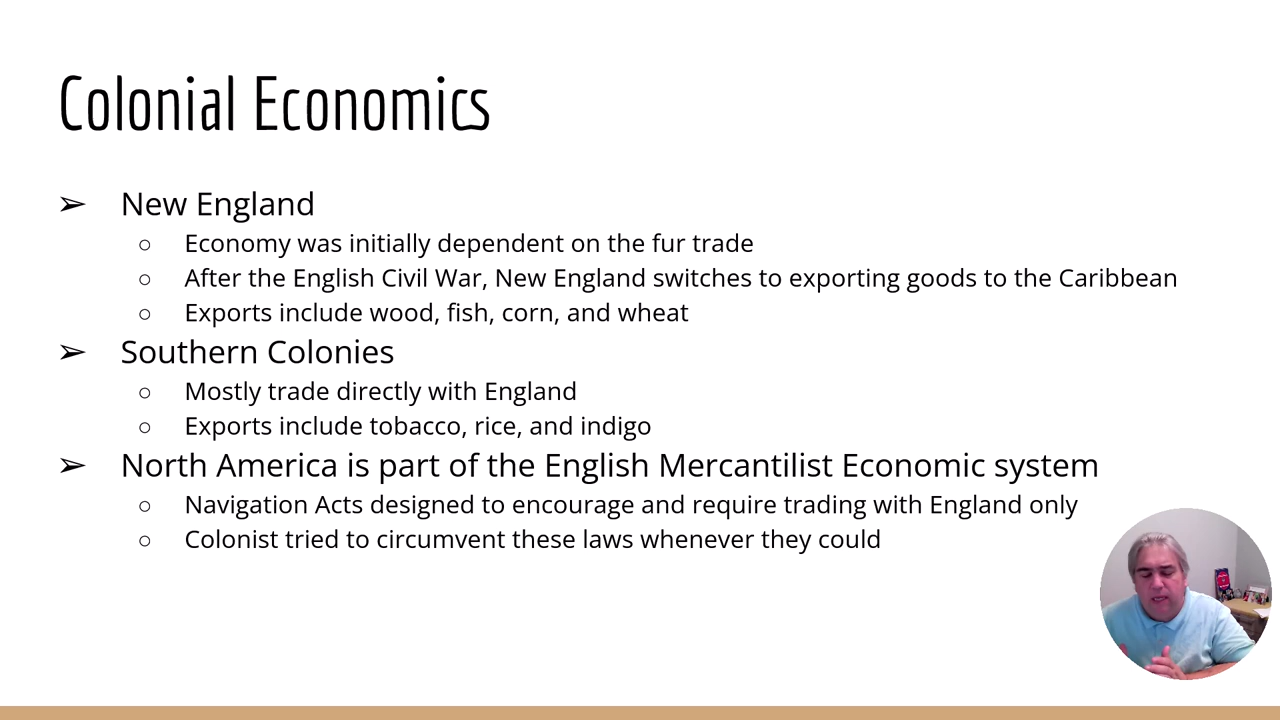 Colonial Economics
➢ New England
○ Economy was initially dependent on the fur trade
○ After the English Civil War, New England switches to exporting goods to the Caribbean
○ Exports include wood, fish, corn, and wheat
➢ Southern Colonies
○ Mostly trade directly with England
○ Exports include tobacco, rice, and indigo
➢ North America is part of the English Mercantilist Economic system
○ Navigation Acts designed to encourage and require trading with England only
○ Colonist tried to circumvent these laws whenever they could